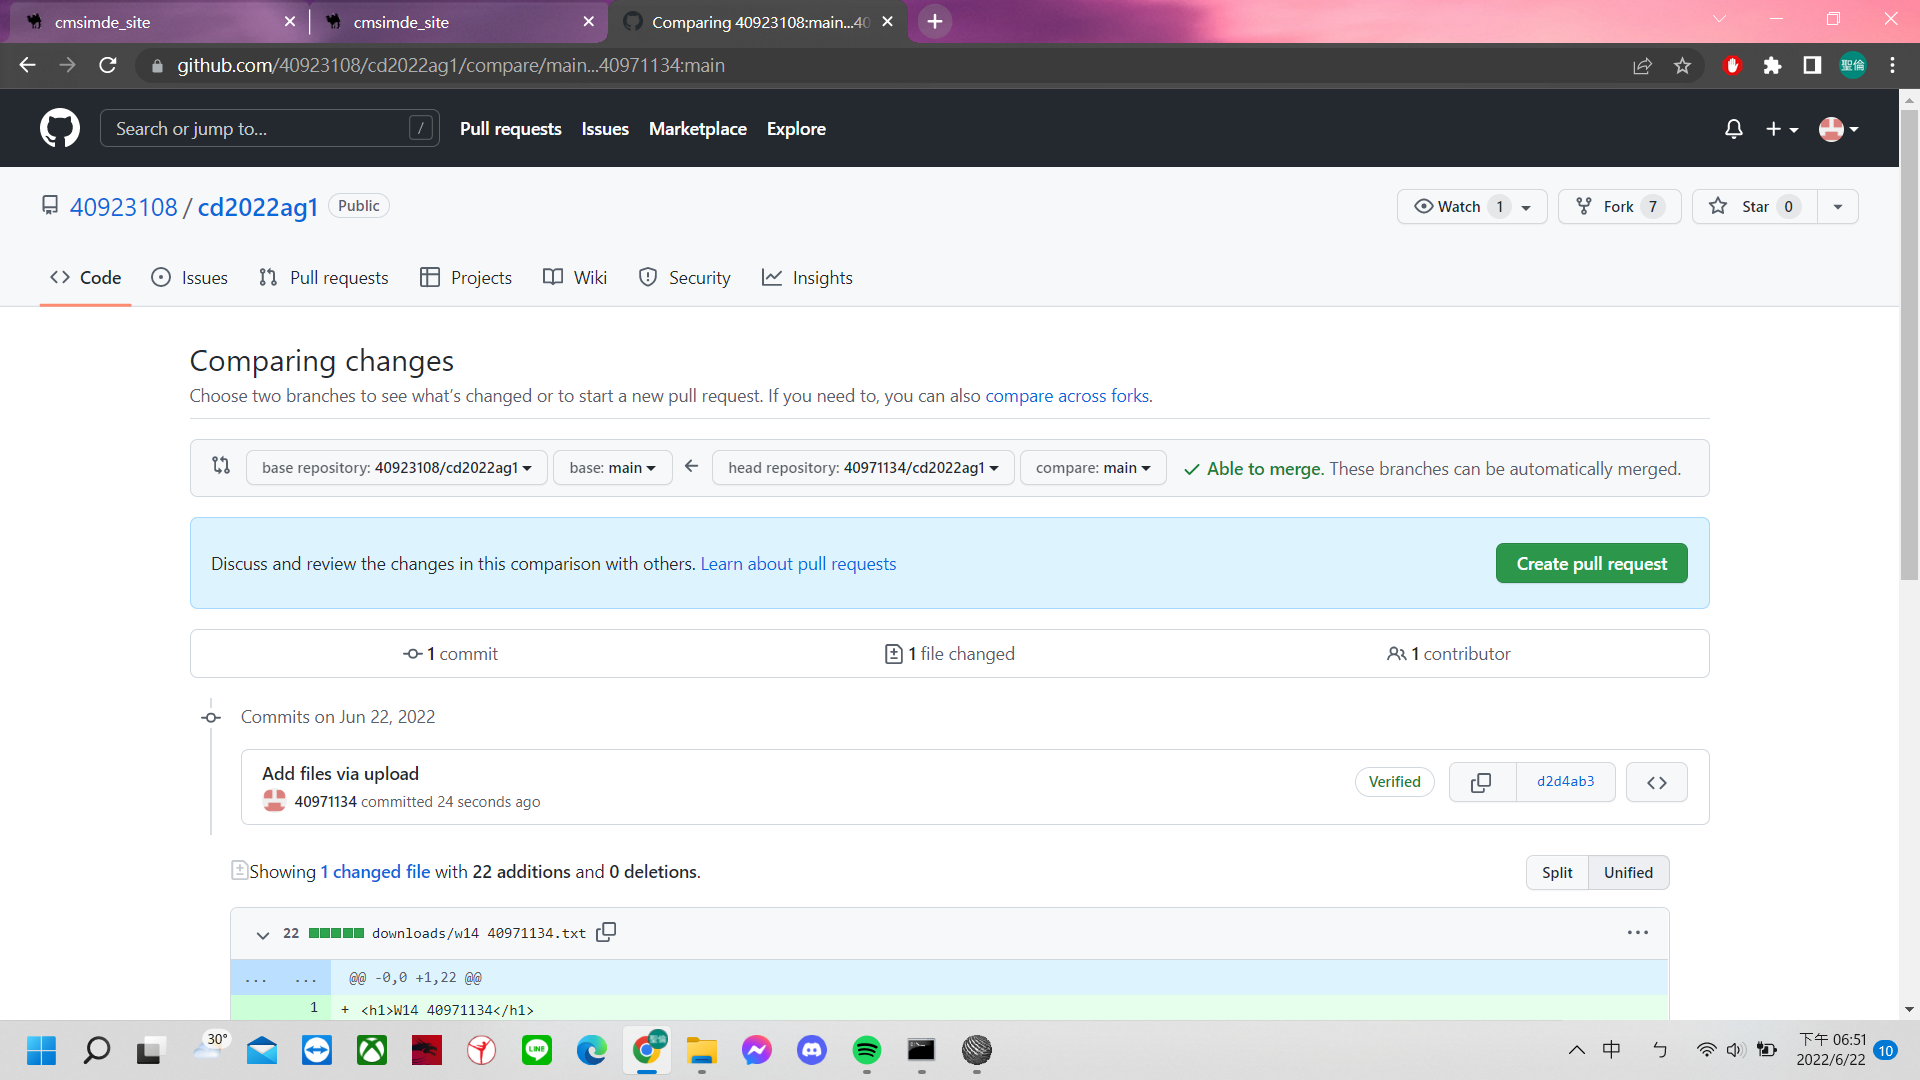 cmsimde_site
cmsimde_site
Comparing 40923108:main...40
github.com/40923108/cd2022ag1/compare/main...40971134:main
聖倫
Search or jump to...
/
Pull requests
Issues
Marketplace
Explore
40923108 / cd2022ag1
Public
Watch 1
Fork 7
Star 0
Code
Issues
Pull requests
Projects
Wiki
Security
Insights
Comparing changes
Choose two branches to see what's changed or to start a new pull request. If you need to, you can also compare across forks.
base repository: 40923108/cd2022ag1
base: main
head repository: 40971134/cd2022ag1
compare: main
Able to merge. These branches can be automatically merged.
Discuss and review the changes in this comparison with others. Learn about pull requests
Create pull request
1 commit
1 file changed
1 contributor
Commits on Jun 22, 2022
Add files via upload
40971134 committed 24 seconds ago
Verified
d2d4ab3
Showing 1 changed file with 22 additions and 0 deletions.
Split
Unified
22
downloads/w14 40971134.txt
...
... ... @@ -0,0 +1,22 @@
1 + <h1>W14 40971134</h1>
30°
LINE
聖倫
中
ㄣ
下午 06:51
2022/6/22
10